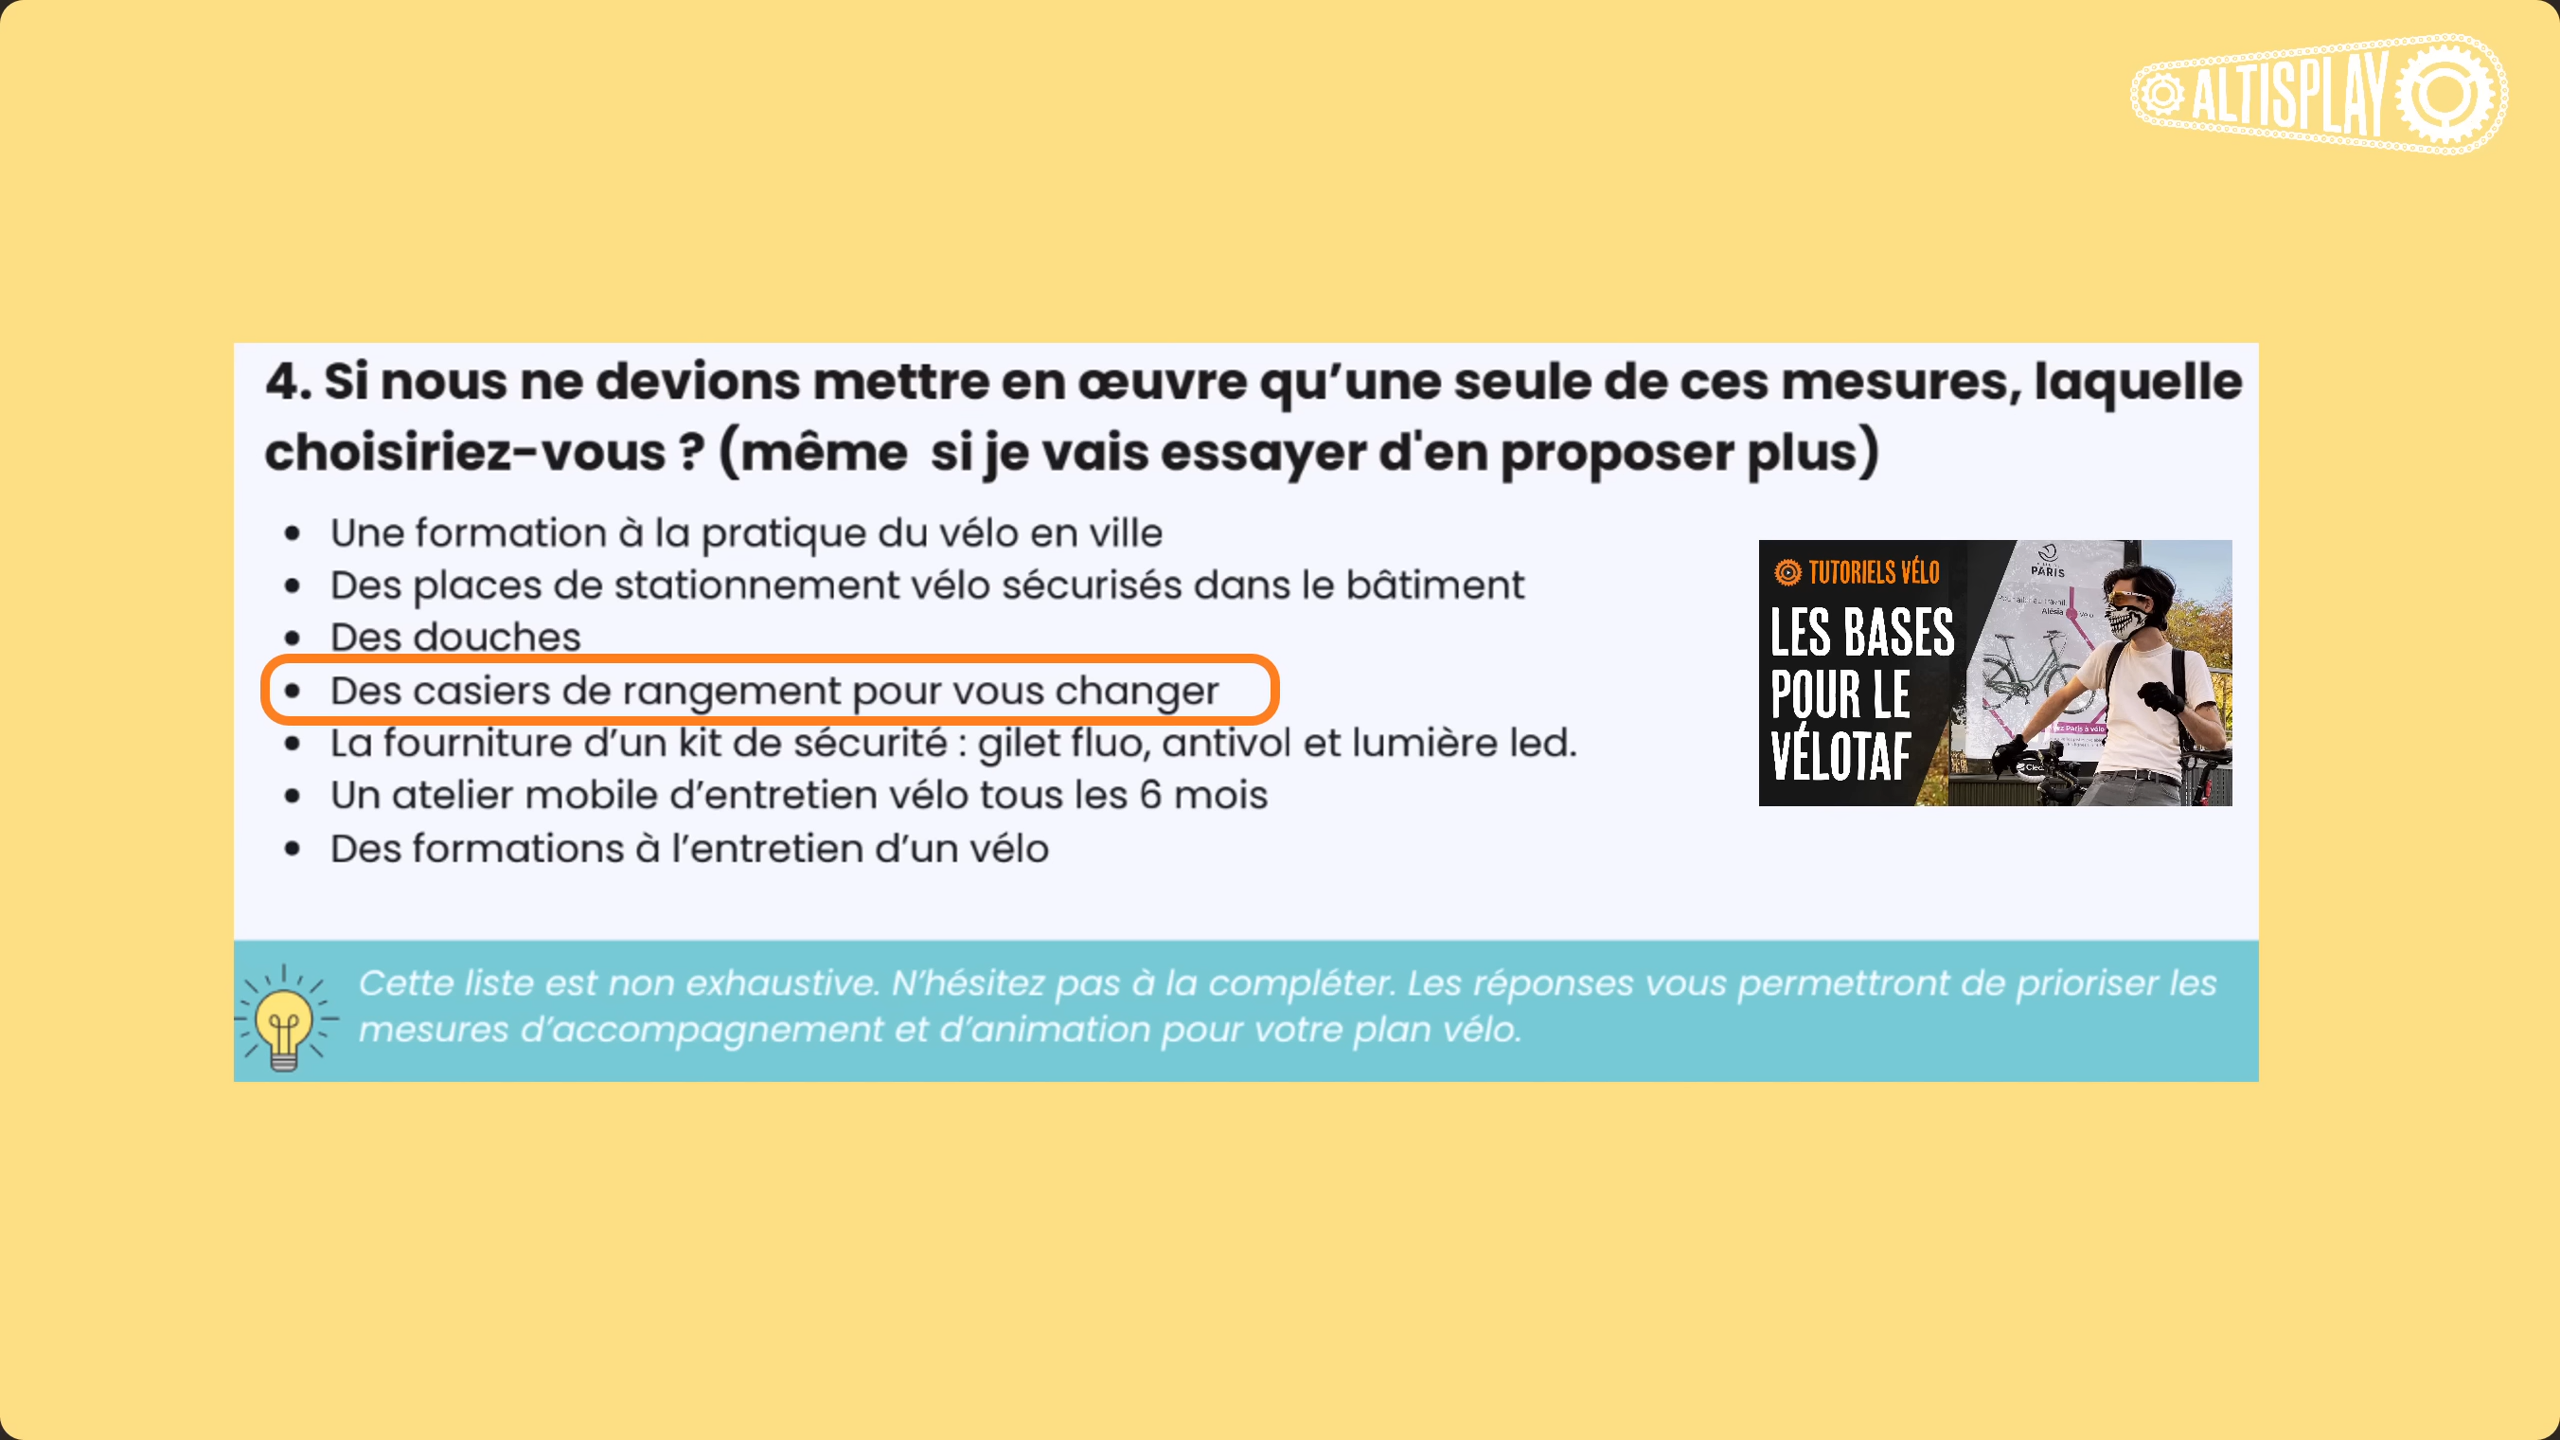 ALTISPLAY
4. Si nous ne devions mettre en œuvre qu’une seule de ces mesures, laquelle
choisiriez-vous ? (même  si je vais essayer d'en proposer plus)
• Une formation à la pratique du vélo en ville
• Des places de stationnement vélo sécurisés dans le bâtiment
• Des douches
• Des casiers de rangement pour vous changer
• La fourniture d’un kit de sécurité : gilet fluo, antivol et lumière led.
• Un atelier mobile d’entretien vélo tous les 6 mois
• Des formations à l’entretien d’un vélo
TUTORIELS VÉLO
LES BASES
POUR LE
VÉLOTAF
PARIS
Alésia
Cette liste est non exhaustive. N’hésitez pas à la compléter. Les réponses vous permettront de prioriser les
mesures d’accompagnement et d’animation pour votre plan vélo.